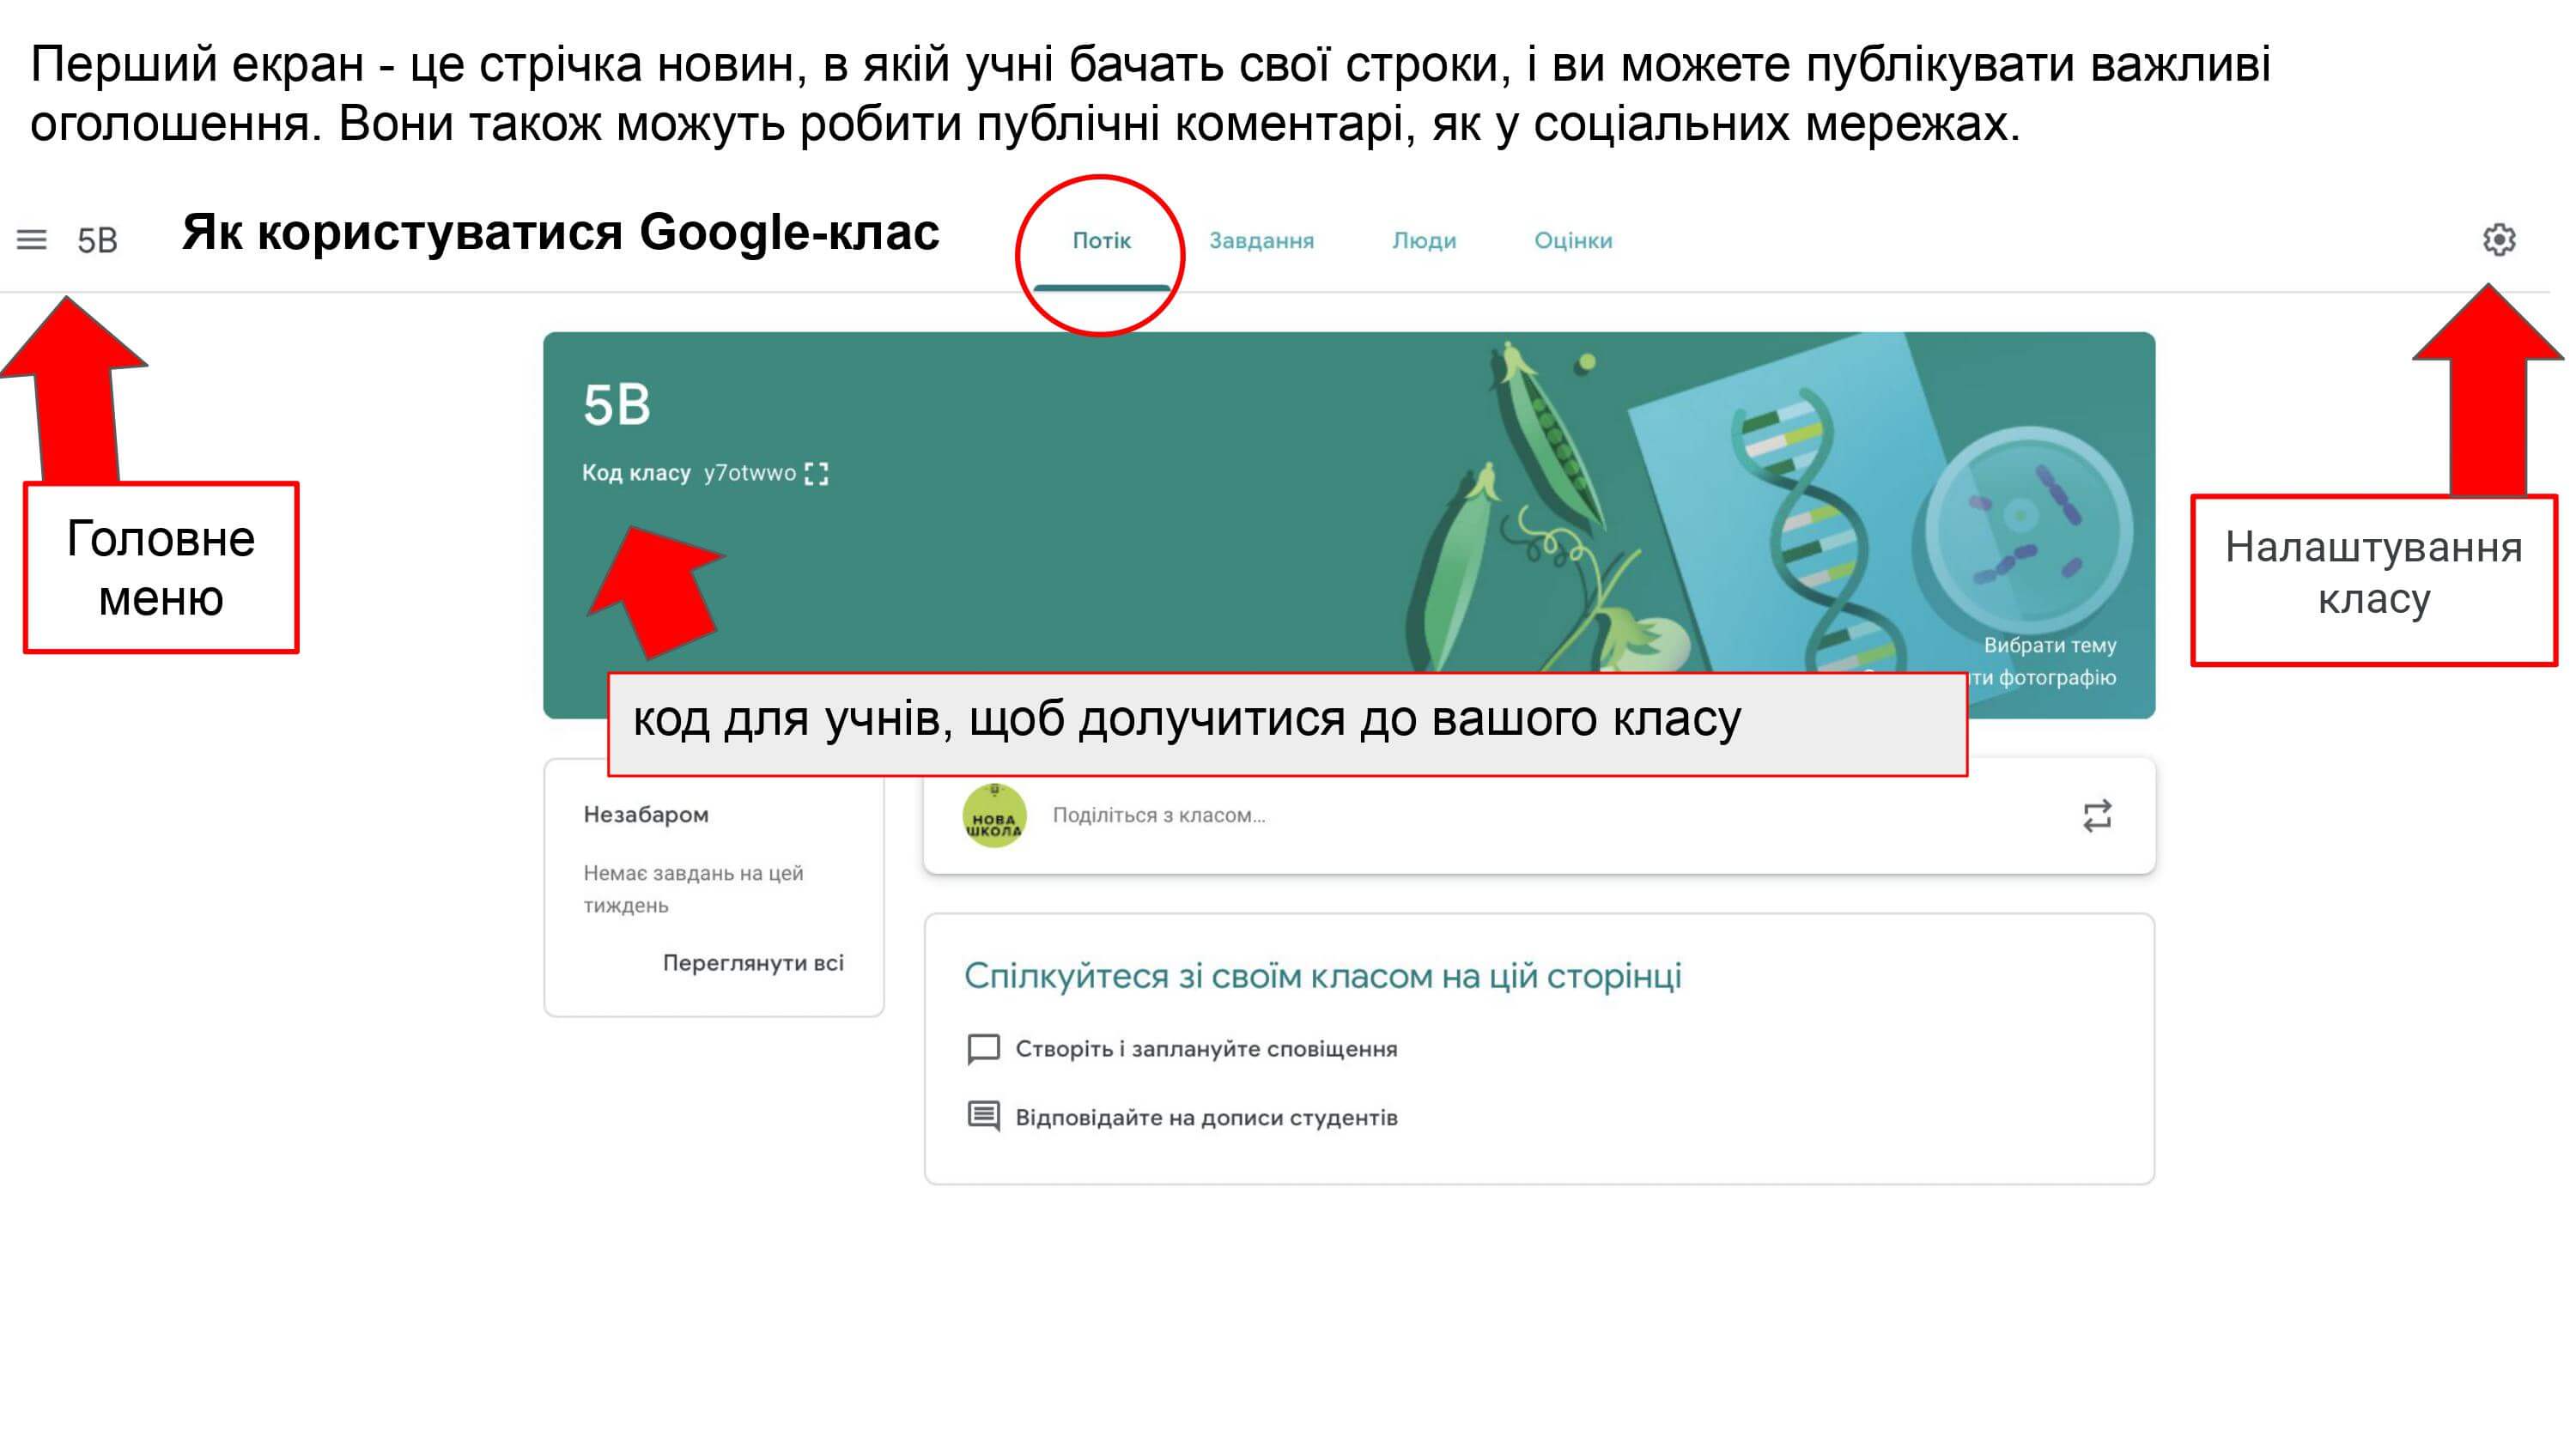 Перший екран - це стрічка новин, в якій учні бачать свої строки, і ви можете публікувати важливі
оголошення. Вони також можуть робити публічні коментарі, як у соціальних мережах.
5В Як користуватися Google-клас Потік Завдання Люди Оцінки
5В
Код класу y7otwwo
Головне
меню
Налаштування
класу
Вибрати тему
ти фотографію
код для учнів, щоб долучитися до вашого класу
Незабаром
Немає завдань на цей
тиждень
Переглянути всі
НОВА
ШКОЛА
Поділіться з класом...
Спілкуйтеся зі своїм класом на цій сторінці
Створіть і заплануйте сповіщення
Відповідайте на дописи студентів